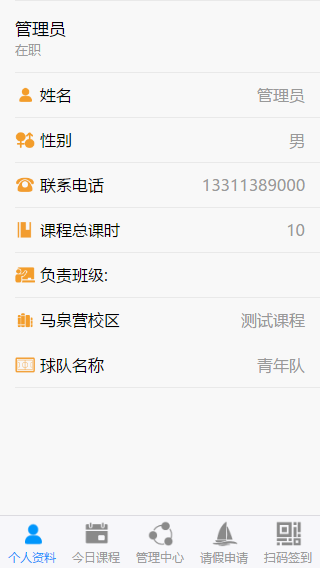 管理员
在职
姓名 管理员
性别 男
联系电话 13311389000
课程总课时 10
负责班级:
马泉营校区 测试课程
球队名称 青年队
个人资料 今日课程 管理中心 请假申请 扫码签到